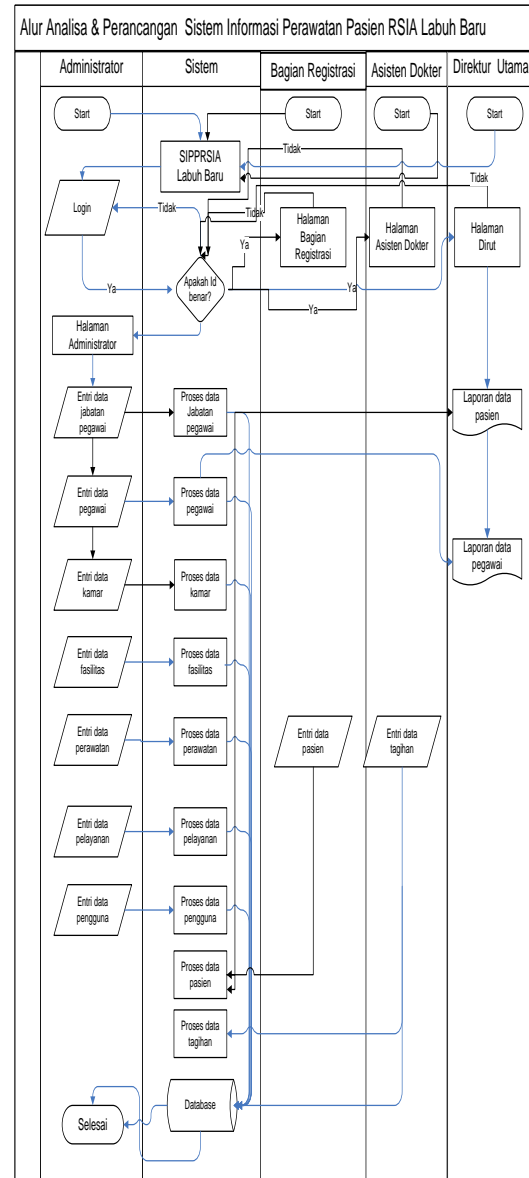 Alur Analisa & Perancangan Sistem Informasi Perawatan Pasien RSIA Labuh Baru
Administrator
Sistem
Bagian Registrasi
Asisten Dokter
Direktur Utama
Start
Start
Start
Start
SIPPRSIA
Labuh Baru
Tidak
Tidak
Login
Tidak
Tidak
Halaman
Bagian
Registrasi
Halaman
Asisten Dokter
Halaman
Dirut
Ya
Apakah Id
benar?
Ya
Ya
Ya
Halaman
Administrator
Entri data
jabatan
pegawai
Proses data
Jabatan
pegawai
Laporan data
pasien
Entri data
pegawai
Proses data
pegawai
Laporan data
pegawai
Entri data
kamar
Proses data
kamar
Entri data
fasilitas
Proses data
fasilitas
Entri data
perawatan
Proses data
perawatan
Entri data
pasien
Entri data
tagihan
Entri data
pelayanan
Proses data
pelayanan
Entri data
pengguna
Proses data
pengguna
Proses data
pasien
Proses data
tagihan
Database
Selesai